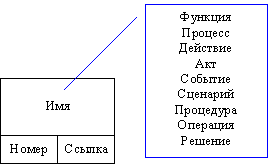 Функция
Процесс
Действие
Акт
Событие
Сценарий
Процедура
Операция
Решение
Имя
Номер Ссылка